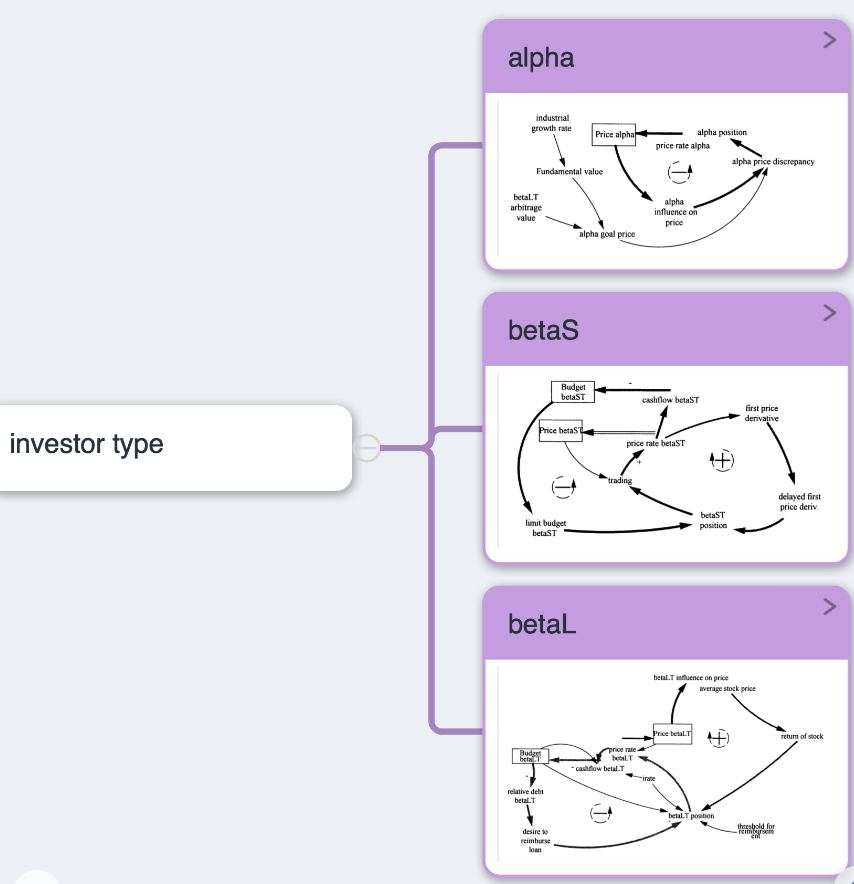 investor type
alpha
industrial
growth rate
Price alpha
alpha position
price rate alpha
alpha price discrepancy
Fundamental value
betaLT
arbitrage
value
alpha
influence on
price
alpha goal price
betaS
Budget
betaST
-
cashflow betaST
first price
derivative
Price betaST
price rate betaST
+
trading
delayed first
price deriv.
betaST
position
limit budget
betaST
betaL
betaLT influence on price
average stock price
Price betaLT
return of stock
Budget
betaLT
price rate
betaLT
- cashflow betaLT
irate
-
relative debt
betaLT
betaLT position
-
threshold for
reimbursem
ent
desire to
reimburse
loan